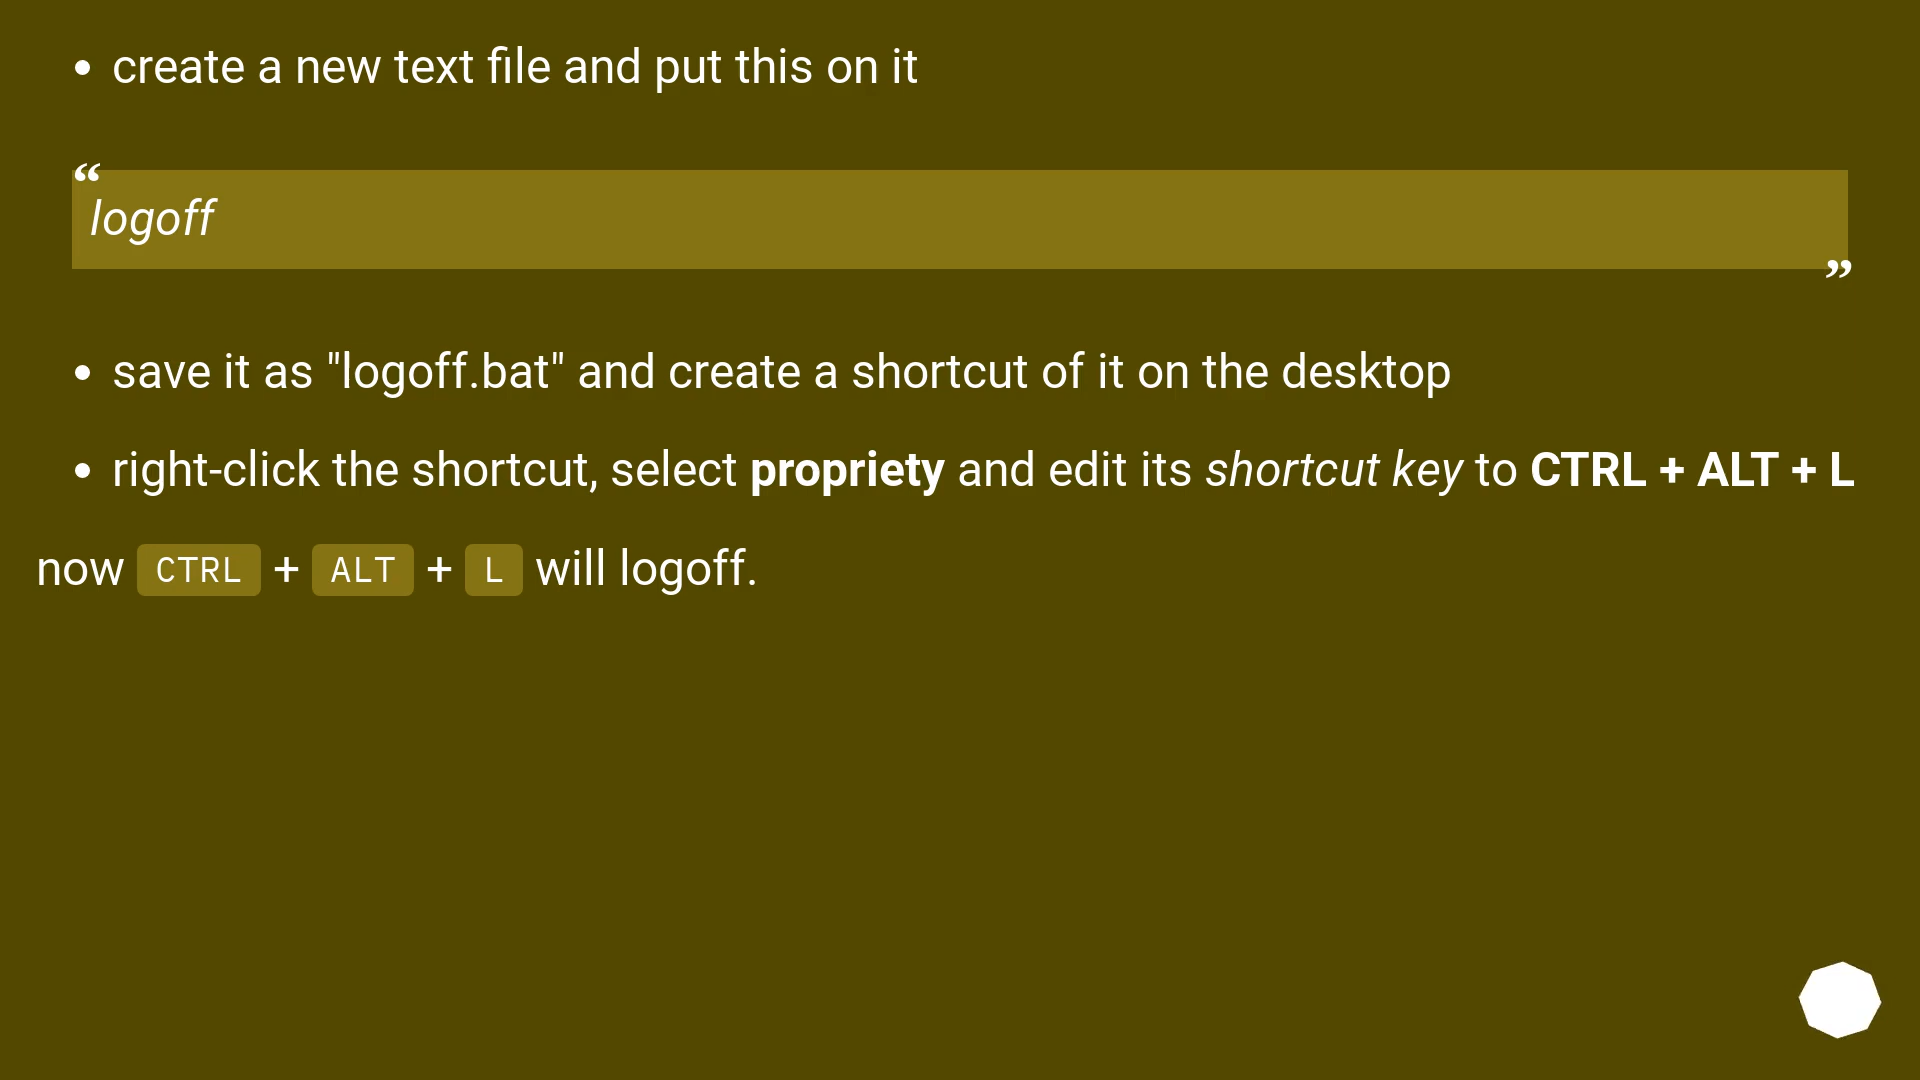 • create a new text file and put this on it
“
logoff
”
• save it as "logoff.bat" and create a shortcut of it on the desktop
• right-click the shortcut, select propriety and edit its shortcut key to CTRL + ALT + L
now CTRL + ALT + L will logoff.